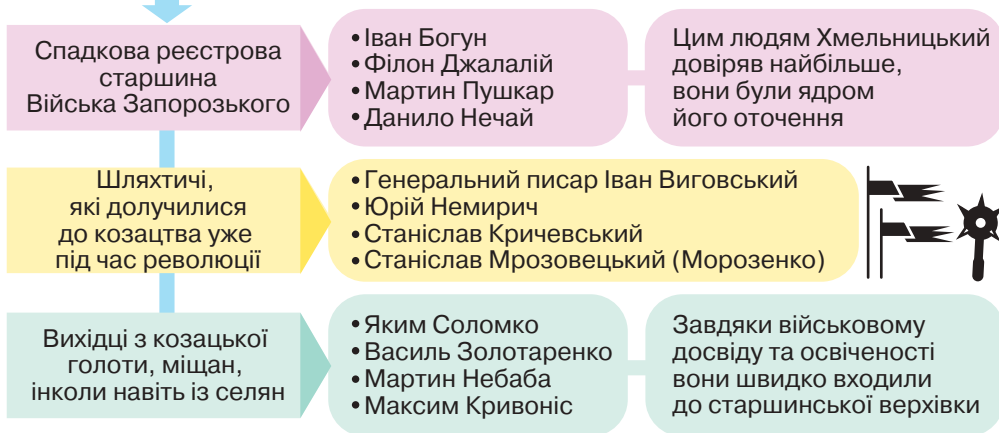 Спадкова реєстрова
старшина
Війська Запорозького
• Іван Богун
• Філон Джалалій
• Мартин Пушкар
• Данило Нечай
Цим людям Хмельницький
довіряв найбільше,
вони були ядром
його оточення
Шляхтичі,
які долучилися
до козацтва уже
під час революції
• Генеральний писар Іван Виговський
• Юрій Немирич
• Станіслав Кричевський
• Станіслав Мрозовецький (Морозенко)
Вихідці з козацької
голоти, міщан,
інколи навіть із селян
• Яким Соломко
• Василь Золотаренко
• Мартин Небаба
• Максим Кривоніс
Завдяки військовому
досвіду та освіченості
вони швидко входили
до старшинської верхівки